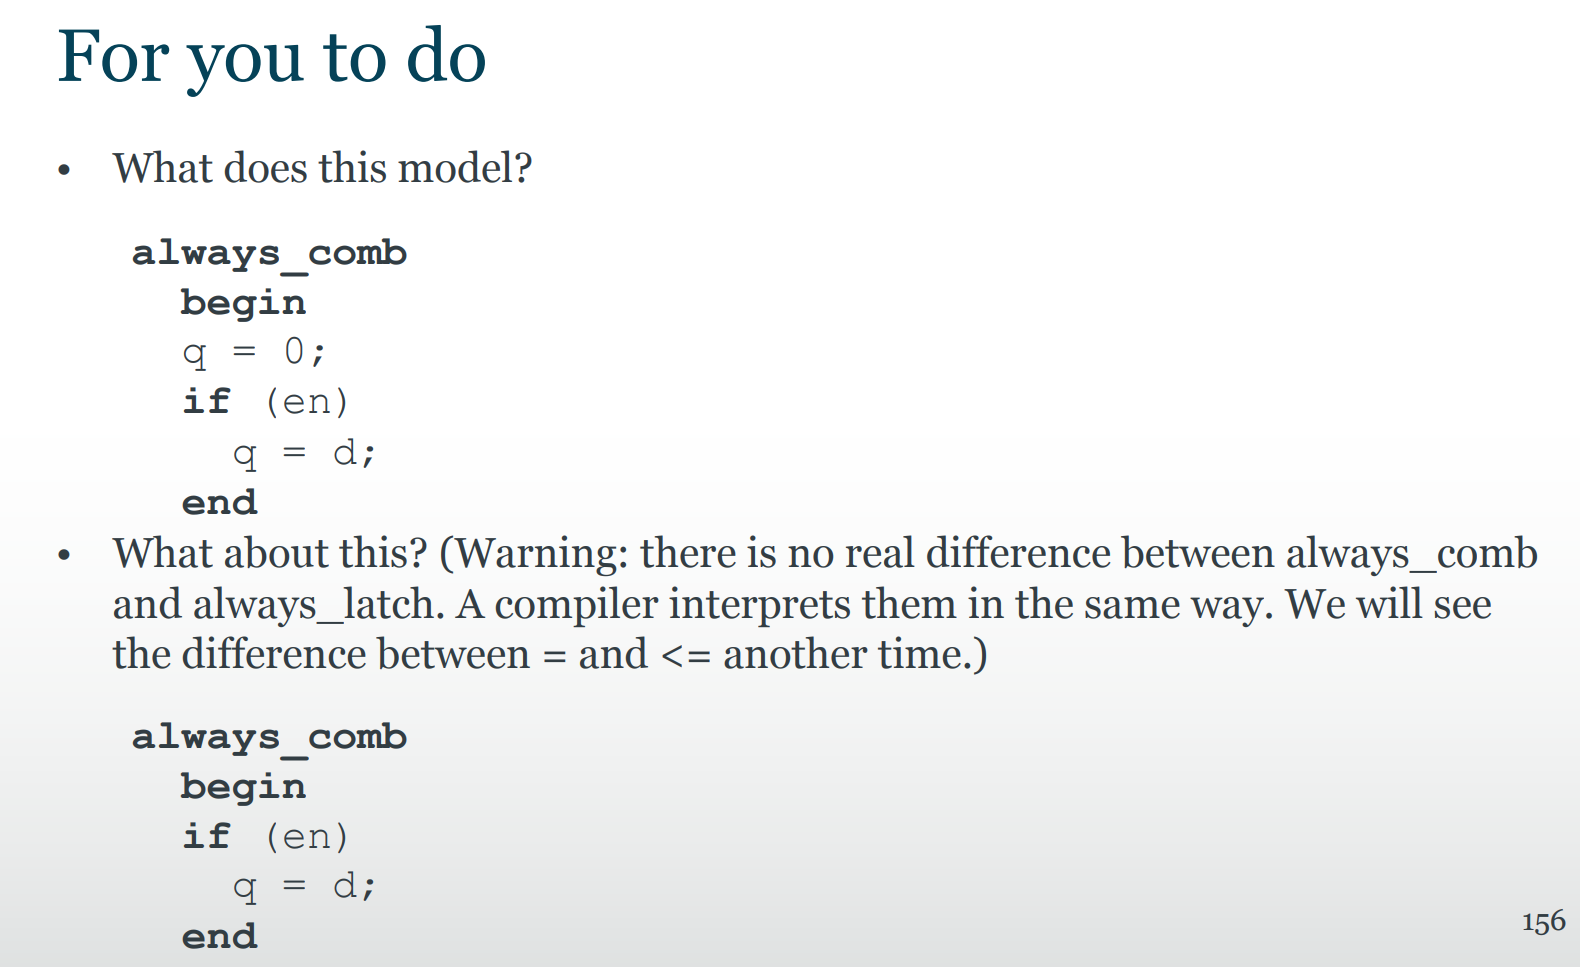 For you to do
• What does this model?
always_comb
begin
q = 0;
if (en)
q = d;
end
• What about this? (Warning: there is no real difference between always_comb
and always_latch. A compiler interprets them in the same way. We will see
the difference between = and <= another time.)
always_comb
begin
if (en)
q = d;
end
156